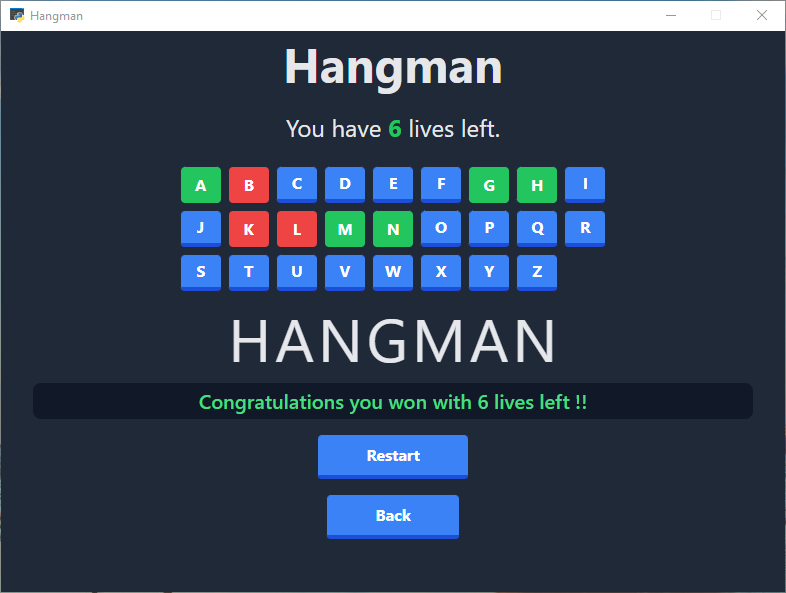 Hangman
Hangman
You have 6 lives left.
A B C D E F G H I
J K L M N O P Q R
S T U V W X Y Z
HANGMAN
Congratulations you won with 6 lives left !!
Restart
Back